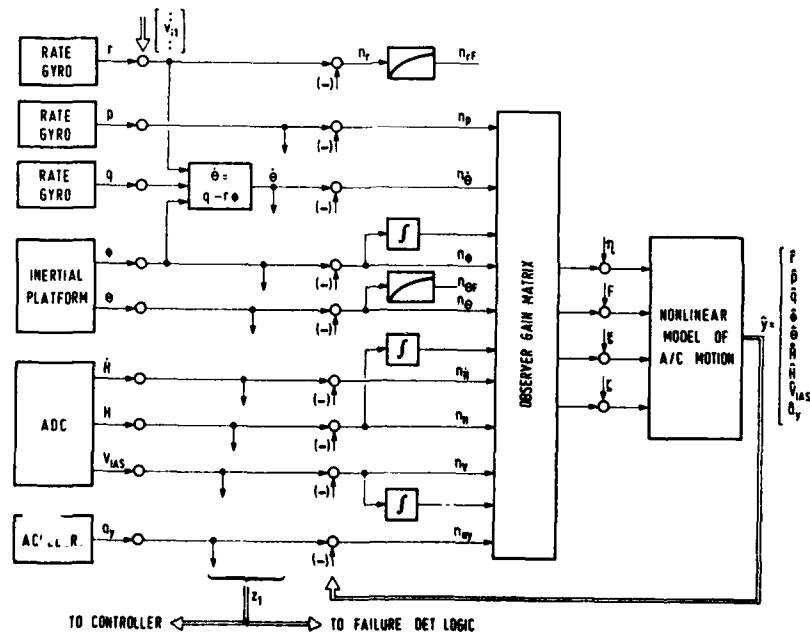 [ ⋮ v_i1 ⋮ ]
RATE GYRO r
(-) n_r n_rF
RATE GYRO p
(-) n_p
RATE GYRO q
θ̇ = q - r Φ
θ̇
(-) n_θ̇
∫
INERTIAL PLATFORM
Φ
(-) n_Φ
n_θF
θ
(-) n_θ
∫
ADC
Ḣ
(-) n_Ḣ
H
(-) n_H
V_IAS
(-) n_V
∫
a_y
(-) n_ay
OBSERVER GAIN MATRIX
η
F
ξ
ζ
NONLINEAR MODEL OF A/C MOTION
ŷ =
r̂
p̂
q̂
Φ̂
θ̂
Ĥ
V̂_IAS
â_y
z_1
TO CONTROLLER
TO FAILURE DET LOGIC